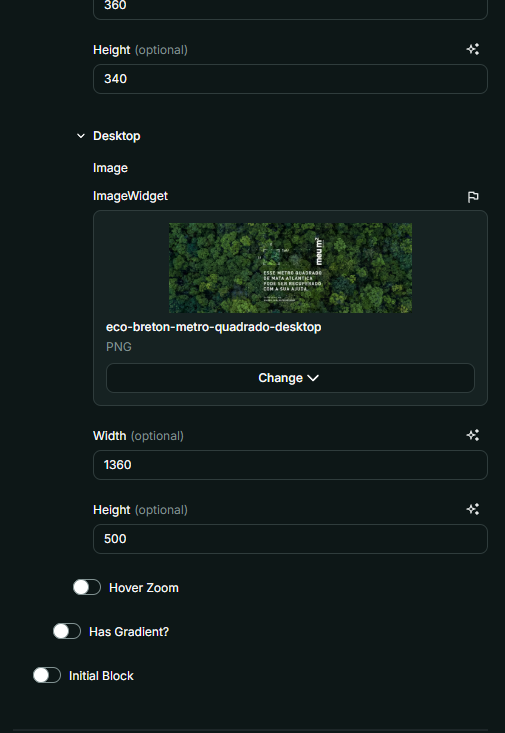 360
Height (optional)
340
Desktop
Image
ImageWidget
meu m²
ESSE METRO QUADRADO
DE MATA ATLÂNTICA
PODE SER RECUPERADO
COM A SUA AJUDA
eco-breton-metro-quadrado-desktop
PNG
Change
Width (optional)
1360
Height (optional)
500
Hover Zoom
Has Gradient?
Initial Block